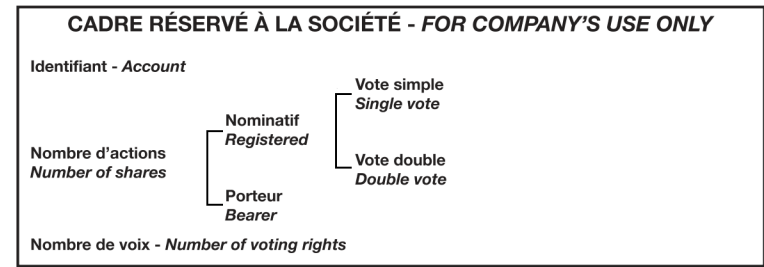 CADRE RÉSERVÉ À LA SOCIÉTÉ - FOR COMPANY'S USE ONLY
Identifiant - Account
Vote simple
Single vote
Nominatif
Registered
Nombre d'actions
Number of shares
Vote double
Double vote
Porteur
Bearer
Nombre de voix - Number of voting rights